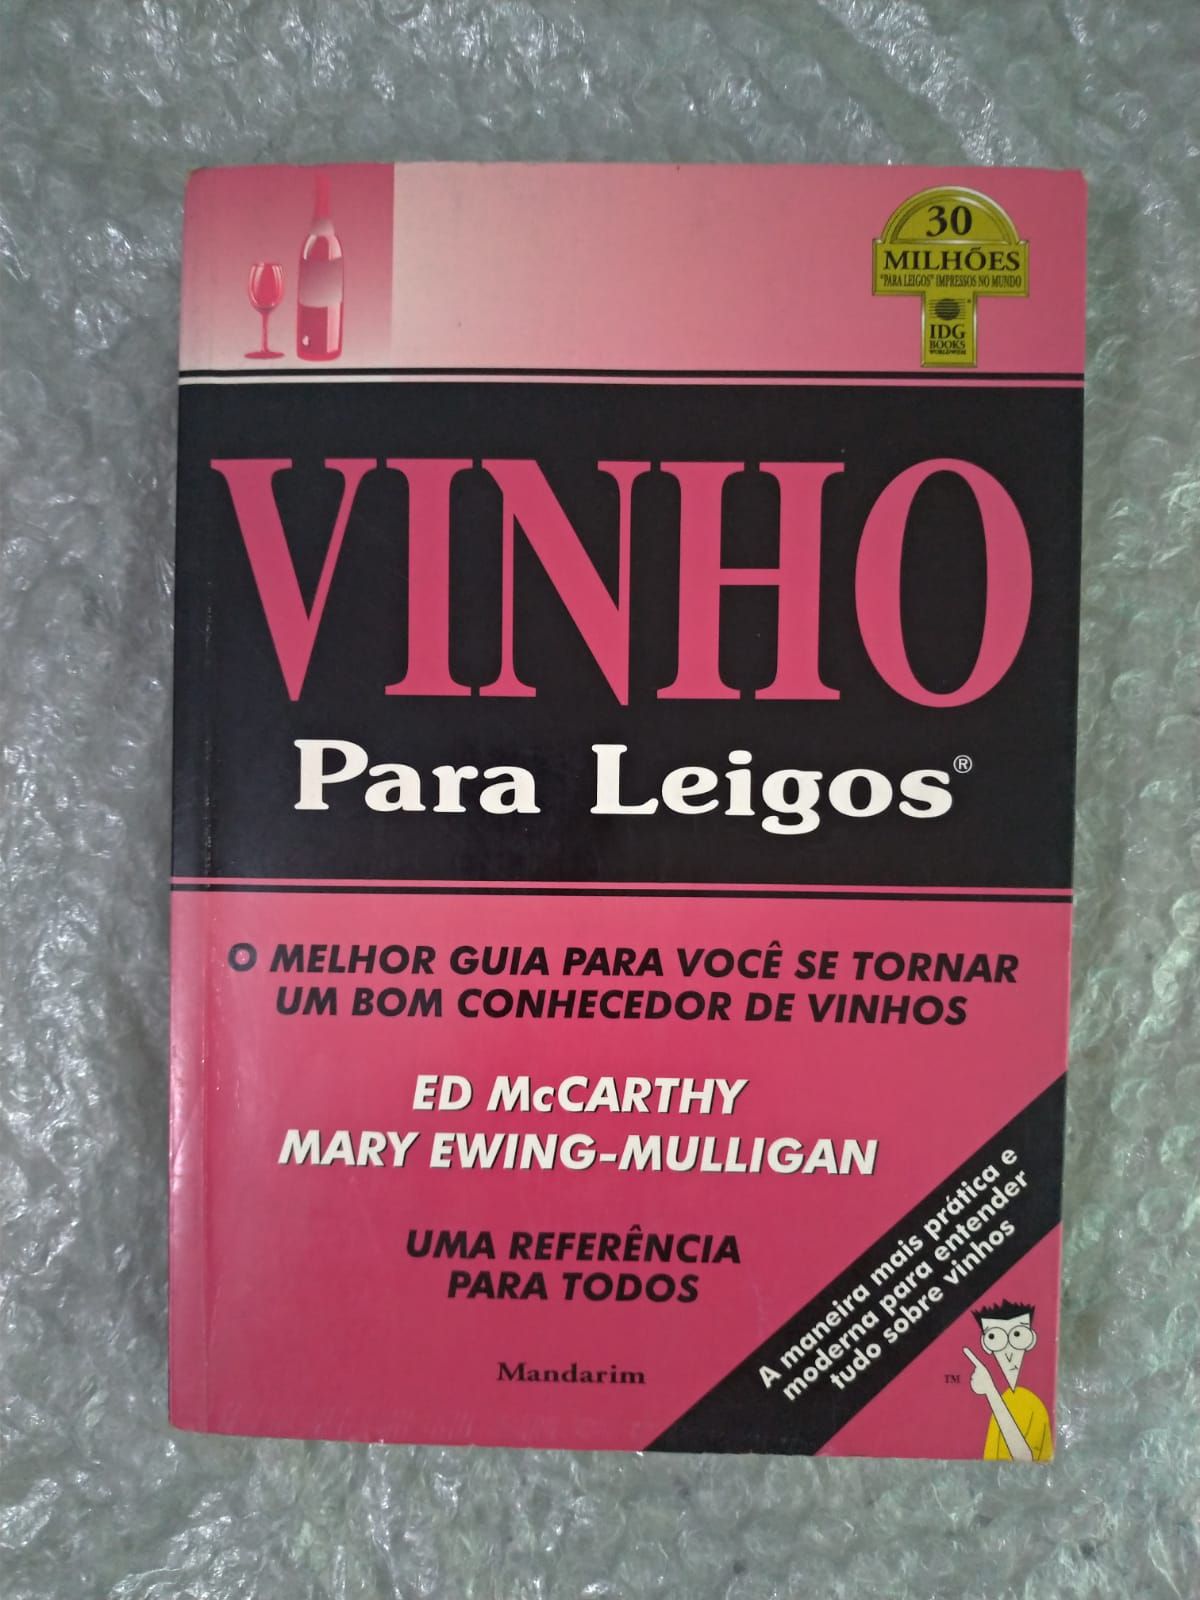 30
MILHÕES
"PARA LEIGOS" IMPRESSOS NO MUNDO
IDG
BOOKS
WORLDWIDE
VINHO
Para Leigos®
O MELHOR GUIA PARA VOCÊ SE TORNAR
UM BOM CONHECEDOR DE VINHOS
ED McCARTHY
MARY EWING-MULLIGAN
UMA REFERÊNCIA
PARA TODOS
A maneira mais prática e
moderna para entender
tudo sobre vinhos
Mandarim
TM